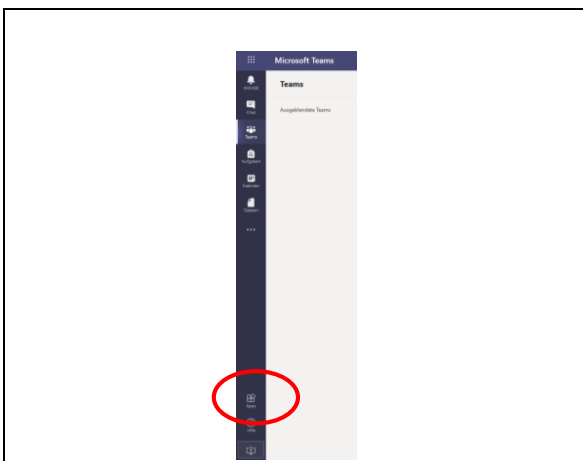 Microsoft Teams
Teams
Ausgeblendete Teams
Aktivität
Chat
Teams
Aufgaben
Kalender
Dateien
Apps
Hilfe